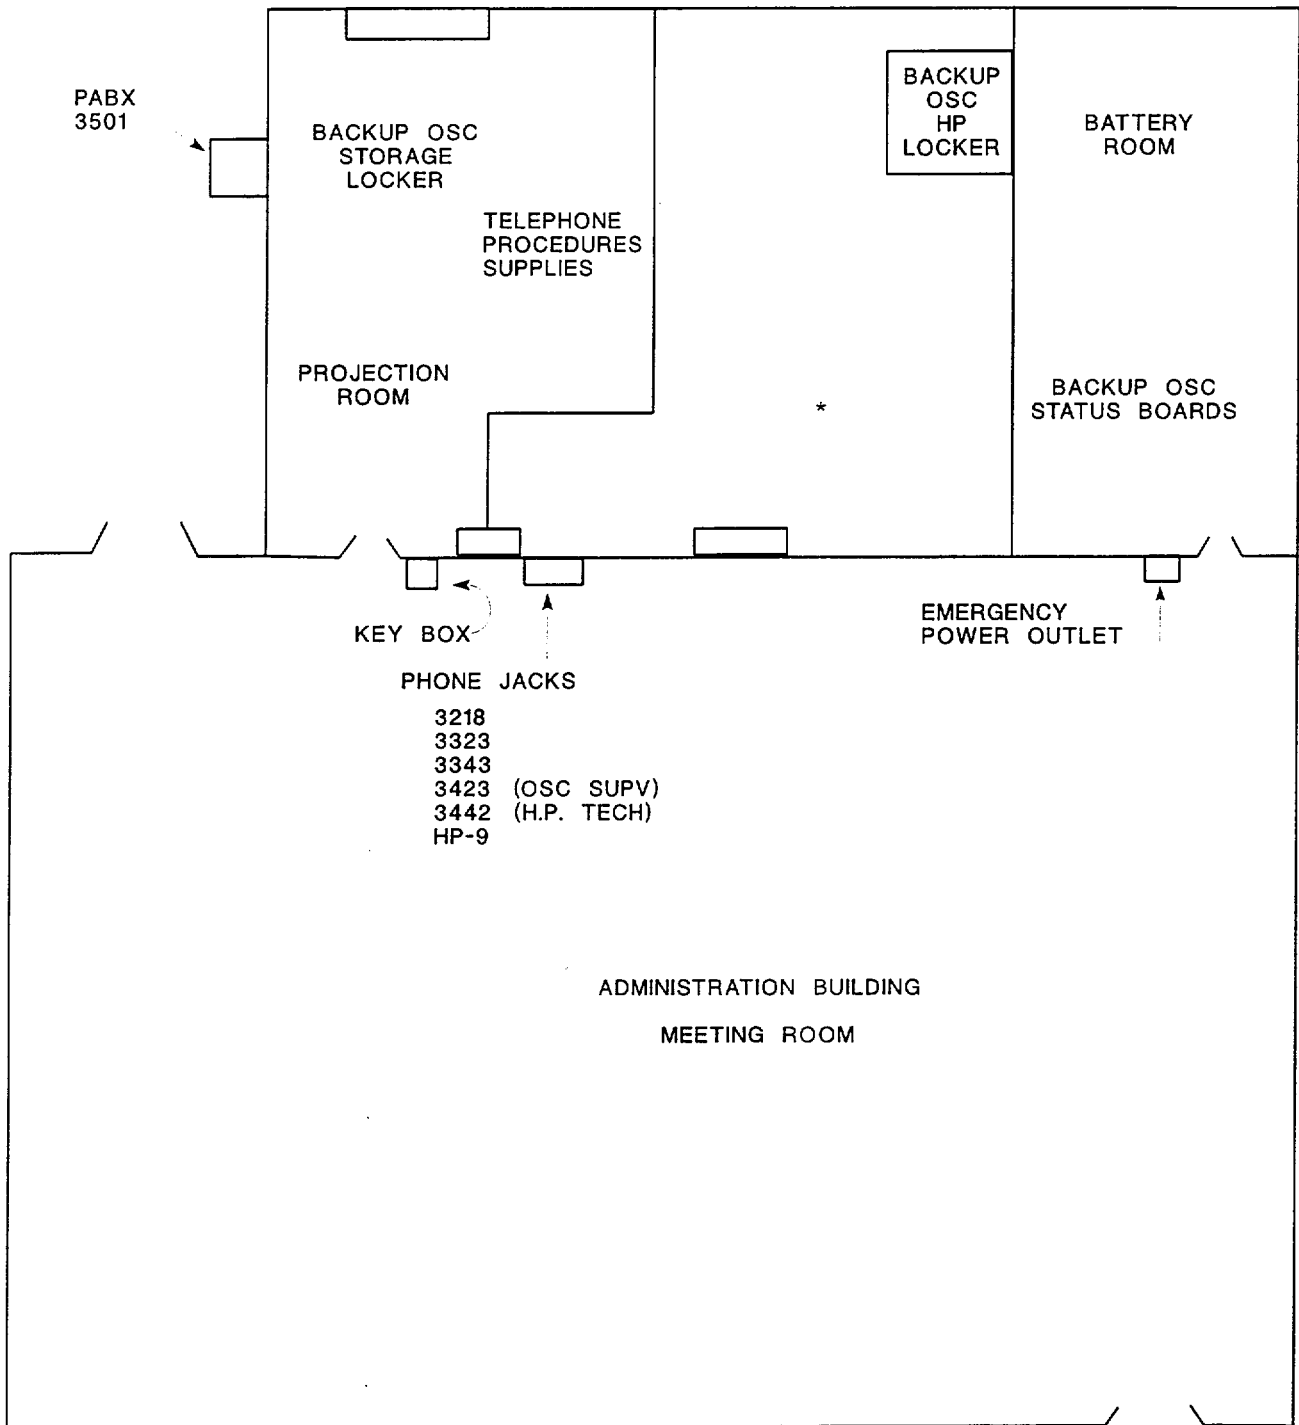 PABX
3501
BACKUP OSC
STORAGE
LOCKER
TELEPHONE
PROCEDURES
SUPPLIES
BACKUP
OSC
HP
LOCKER
BATTERY
ROOM
PROJECTION
ROOM
*
BACKUP OSC
STATUS BOARDS
KEY BOX
EMERGENCY
POWER OUTLET
PHONE JACKS
3218
3323
3343
3423 (OSC SUPV)
3442 (H.P. TECH)
HP-9
ADMINISTRATION BUILDING
MEETING ROOM